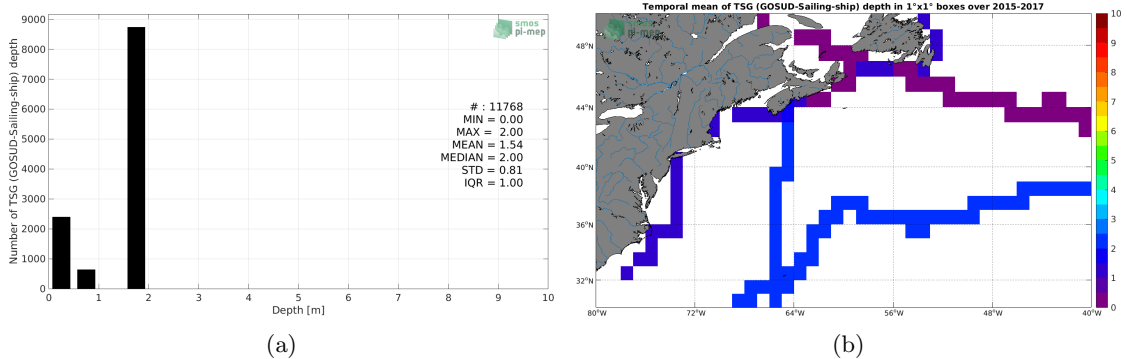 9000
8000
7000
6000
5000
4000
3000
2000
1000
0
Number of TSG (GOSUD-Sailing-ship) depth
smos
pi-mep
# : 11768
MIN = 0.00
MAX = 2.00
MEAN = 1.54
MEDIAN = 2.00
STD = 0.81
IQR = 1.00
0 1 2 3 4 5 6 7 8 9 10
Depth [m]
(a)
Temporal mean of TSG (GOSUD-Sailing-ship) depth in 1°x1° boxes over 2015-2017
smos
pi-mep
48°N
44°N
40°N
36°N
32°N
80°W 72°W 64°W 56°W 48°W 40°W
10
9
8
7
6
5
4
3
2
1
0
(b)